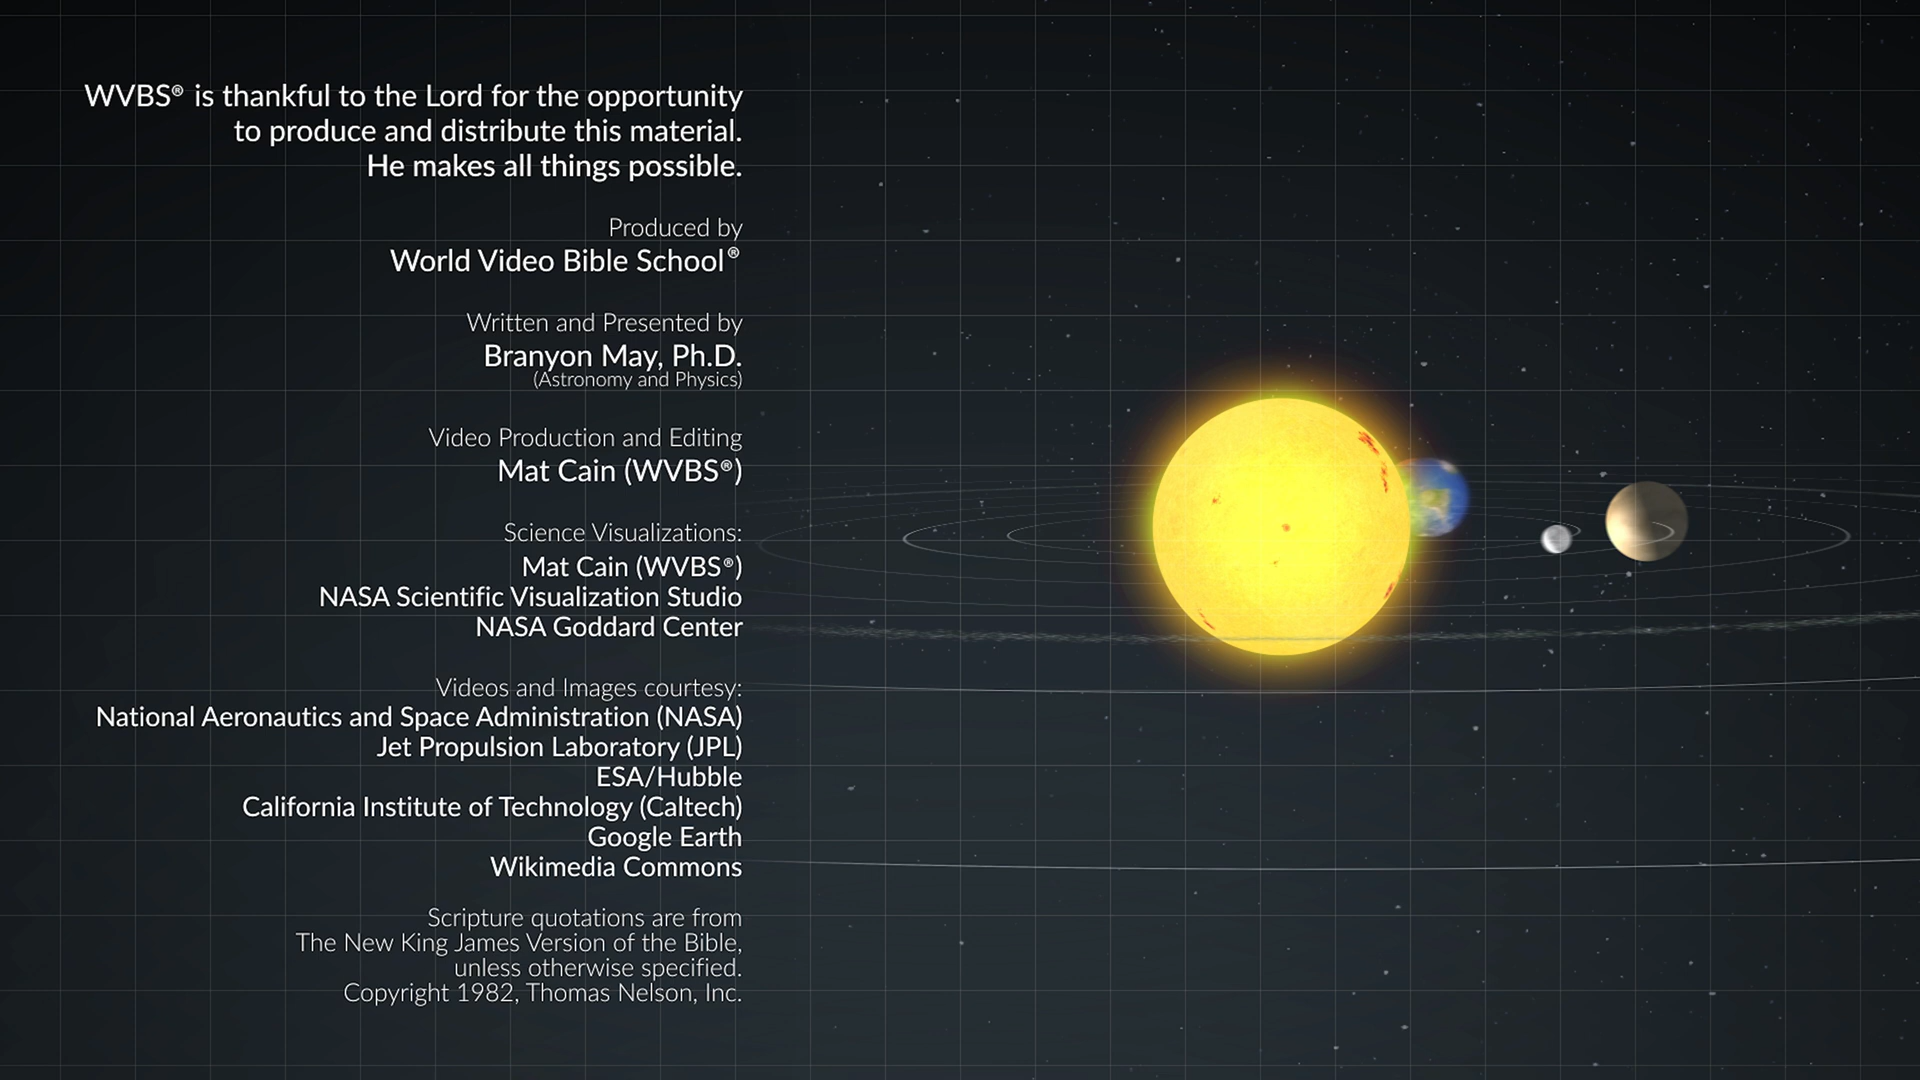 WVBS® is thankful to the Lord for the opportunity
to produce and distribute this material.
He makes all things possible.
Produced by
World Video Bible School®
Written and Presented by
Branyon May, Ph.D.
(Astronomy and Physics)
Video Production and Editing
Mat Cain (WVBS®)
Science Visualizations:
Mat Cain (WVBS®)
NASA Scientific Visualization Studio
NASA Goddard Center
Videos and Images courtesy:
National Aeronautics and Space Administration (NASA)
Jet Propulsion Laboratory (JPL)
ESA/Hubble
California Institute of Technology (Caltech)
Google Earth
Wikimedia Commons
Scripture quotations are from
The New King James Version of the Bible,
unless otherwise specified.
Copyright 1982, Thomas Nelson, Inc.